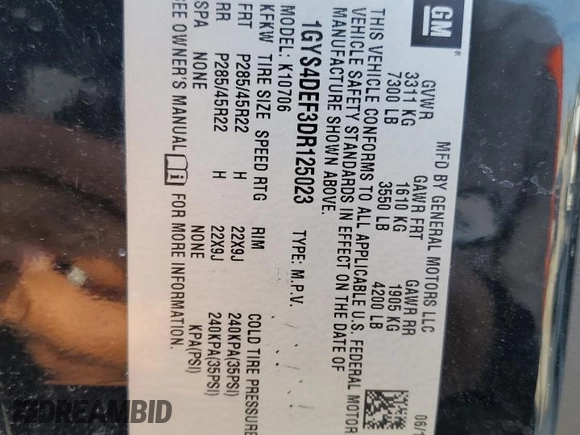 GM ®
MFD BY GENERAL MOTORS LLC 06/1
GVWR GAWR FRT GAWR RR
3311 KG 1610 KG 1905 KG
7300 LB 3550 LB 4200 LB
THIS VEHICLE CONFORMS TO ALL APPLICABLE U.S. FEDERAL MOTOR
VEHICLE SAFETY STANDARDS IN EFFECT ON THE DATE OF
MANUFACTURE SHOWN ABOVE.
1GYS4DEF3DR125023 TYPE: M.P.V.
MODEL: K10706
KFKW TIRE SIZE SPEED RTG RIM COLD TIRE PRESSURE
FRT P285/45R22 H 22X9J 240KPA(35PSI)
RR P285/45R22 H 22X9J 240KPA(35PSI)
SPA NONE NONE KPA(PSI)
SEE OWNER'S MANUAL i FOR MORE INFORMATION.
DREAMBID